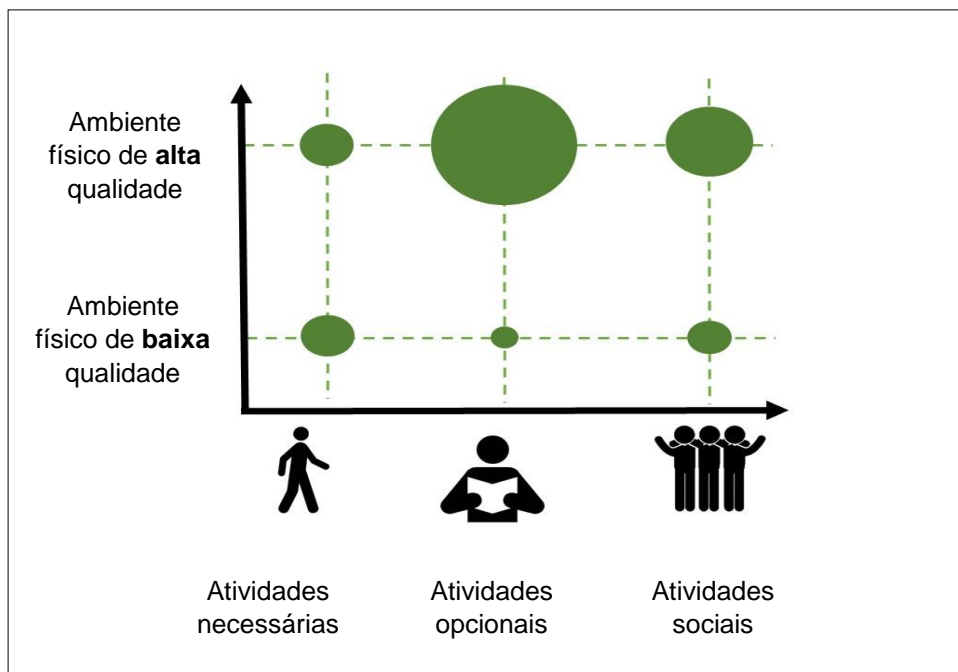 Ambiente
físico de alta
qualidade
Ambiente
físico de baixa
qualidade
Atividades
necessárias
Atividades
opcionais
Atividades
sociais